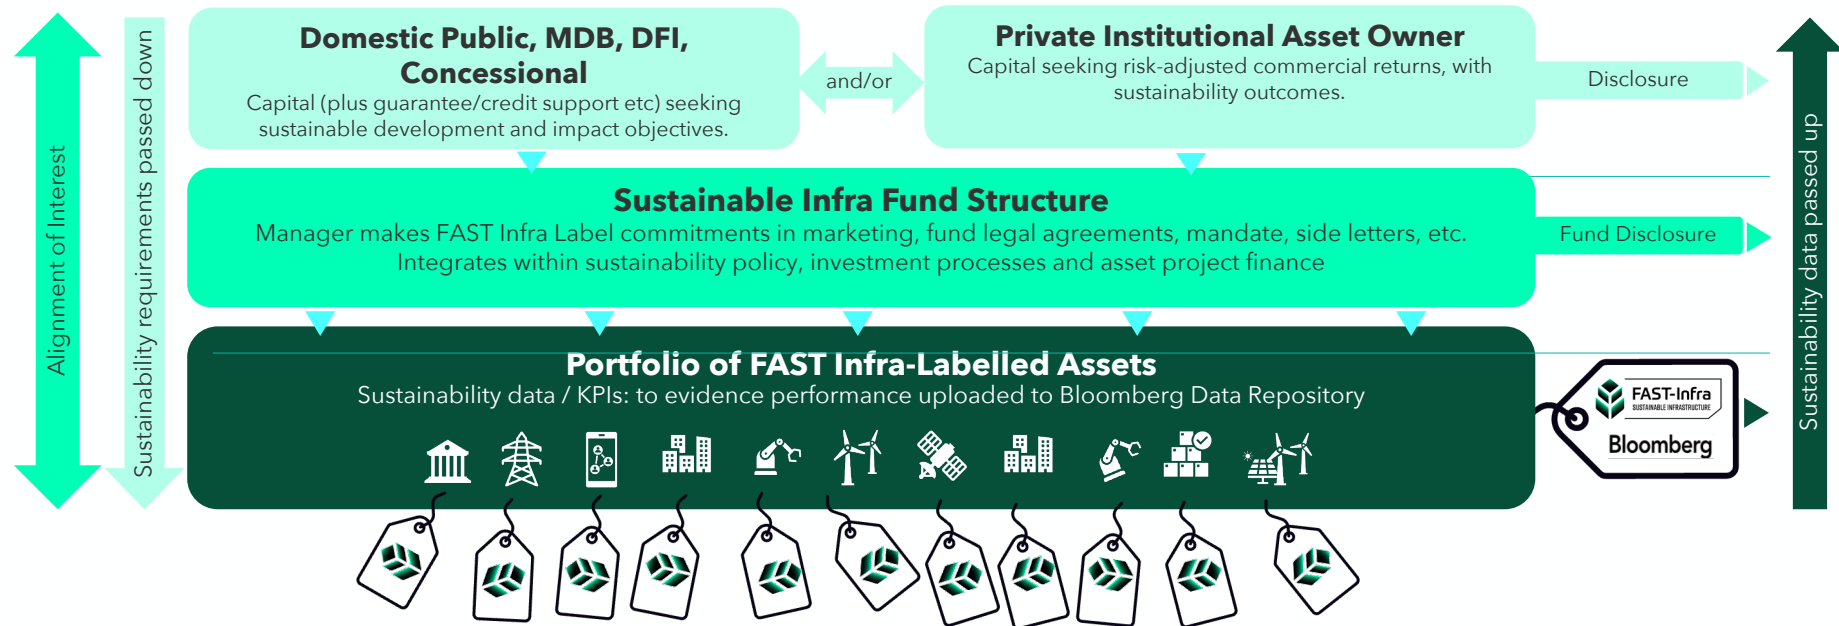 Alignment of Interest
Sustainability requirements passed down
Domestic Public, MDB, DFI,
Concessional
Capital (plus guarantee/credit support etc) seeking
sustainable development and impact objectives.
and/or
Private Institutional Asset Owner
Capital seeking risk-adjusted commercial returns, with
sustainability outcomes.
Disclosure
Sustainable Infra Fund Structure
Manager makes FAST Infra Label commitments in marketing, fund legal agreements, mandate, side letters, etc.
Integrates within sustainability policy, investment processes and asset project finance
Fund Disclosure
Portfolio of FAST Infra-Labelled Assets
Sustainability data / KPIs: to evidence performance uploaded to Bloomberg Data Repository
FAST-Infra
SUSTAINABLE INFRASTRUCTURE
Bloomberg
Sustainability data passed up